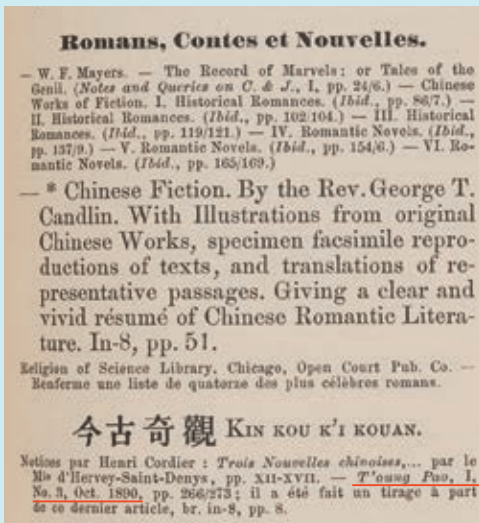 Romans, Contes et Nouvelles.
— W. F. Mayers. — The Record of Marvels: or Tales of the
Genii. (Notes and Queries on C. & J., I, pp. 24/6.) — Chinese
Works of Fiction. I. Historical Romances. (Ibid., pp. 86/7.) —
II. Historical Romances. (Ibid., pp. 102/104.) — III. Historical
Romances. (Ibid., pp. 119/121.) — IV. Romantic Novels. (Ibid.,
pp. 137/9.) — V. Romantic Novels. (Ibid., pp. 154/6.) — VI. Ro-
mantic Novels. (Ibid., pp. 165/169.)
— * Chinese Fiction. By the Rev. George T.
Candlin. With Illustrations from original
Chinese Works, specimen facsimile repro-
ductions of texts, and translations of re-
presentative passages. Giving a clear and
vivid résumé of Chinese Romantic Litera-
ture. In-8, pp. 51.
Religion of Science Library. Chicago, Open Court Pub. Co. —
Renferme une liste de quatorze des plus célèbres romans.
今古奇觀 KIN KOU K'I KOUAN.
Notices par Henri Cordier : Trois Nouvelles chinoises,... par le
Mis d'Hervey-Saint-Denys, pp. XII-XVII. — T'oung Pao, I,
No. 3, Oct. 1890, pp. 266/273; il a été fait un tirage à part
de ce dernier article, br. in-8, pp. 8.